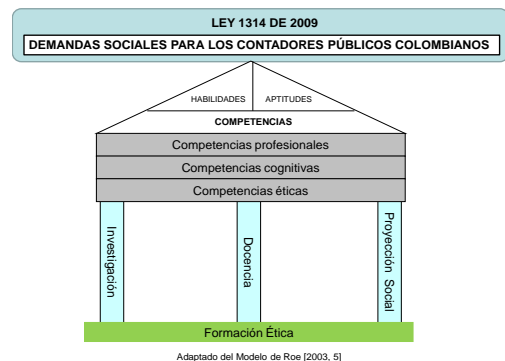 LEY 1314 DE 2009
DEMANDAS SOCIALES PARA LOS CONTADORES PÚBLICOS COLOMBIANOS
HABILIDADES
APTITUDES
COMPETENCIAS
Competencias profesionales
Competencias cognitivas
Competencias éticas
Investigación
Docencia
Proyección Social
Formación Ética
Adaptado del Modelo de Roe [2003, 5]